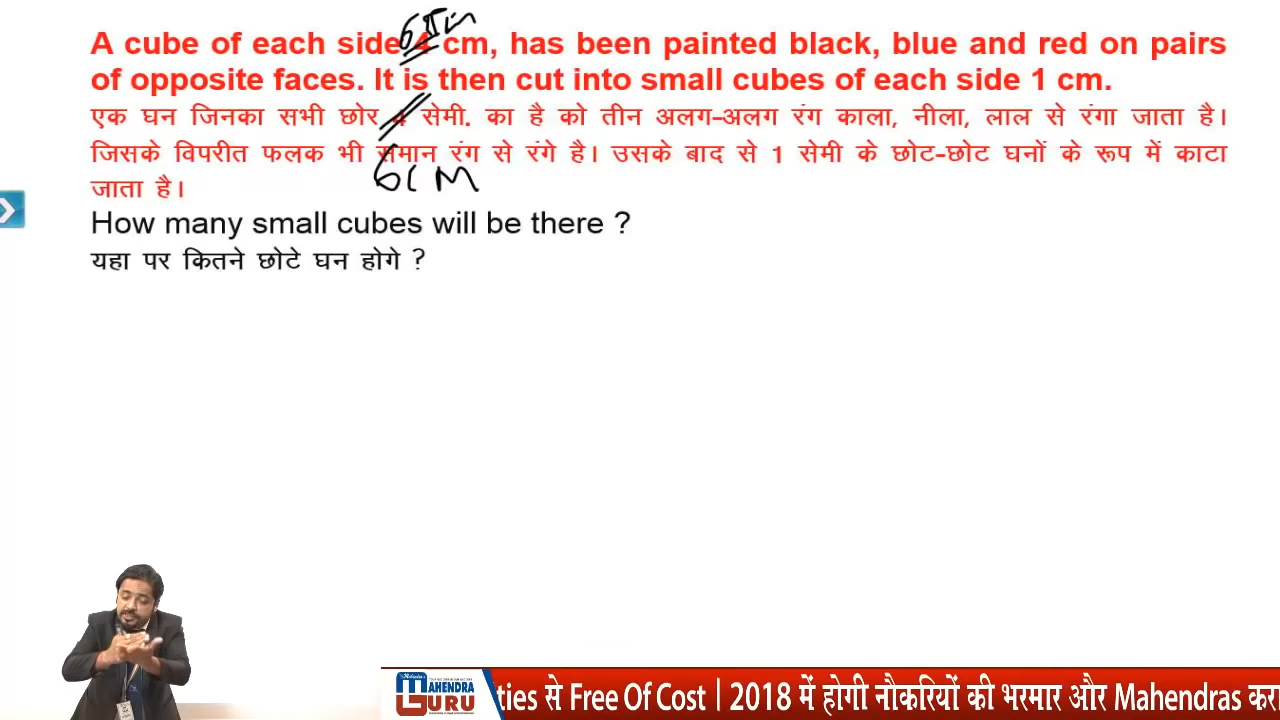 A cube of each side 4 cm, has been painted black, blue and red on pairs
6 सेमी
of opposite faces. It is then cut into small cubes of each side 1 cm.
एक घन जिनका सभी छोर 4 सेमी. का है को तीन अलग-अलग रंग काला, नीला, लाल से रंगा जाता है।
जिसके विपरीत फलक भी समान रंग से रंगे है। उसके बाद से 1 सेमी के छोट-छोट घनों के रूप में काटा
6CM
जाता है।
How many small cubes will be there ?
यहा पर कितने छोटे घन होगे ?
Mahendra's
MAHENDRA
GURU
ties से Free Of Cost | 2018 में होगी नौकरियों की भरमार और Mahendras करा